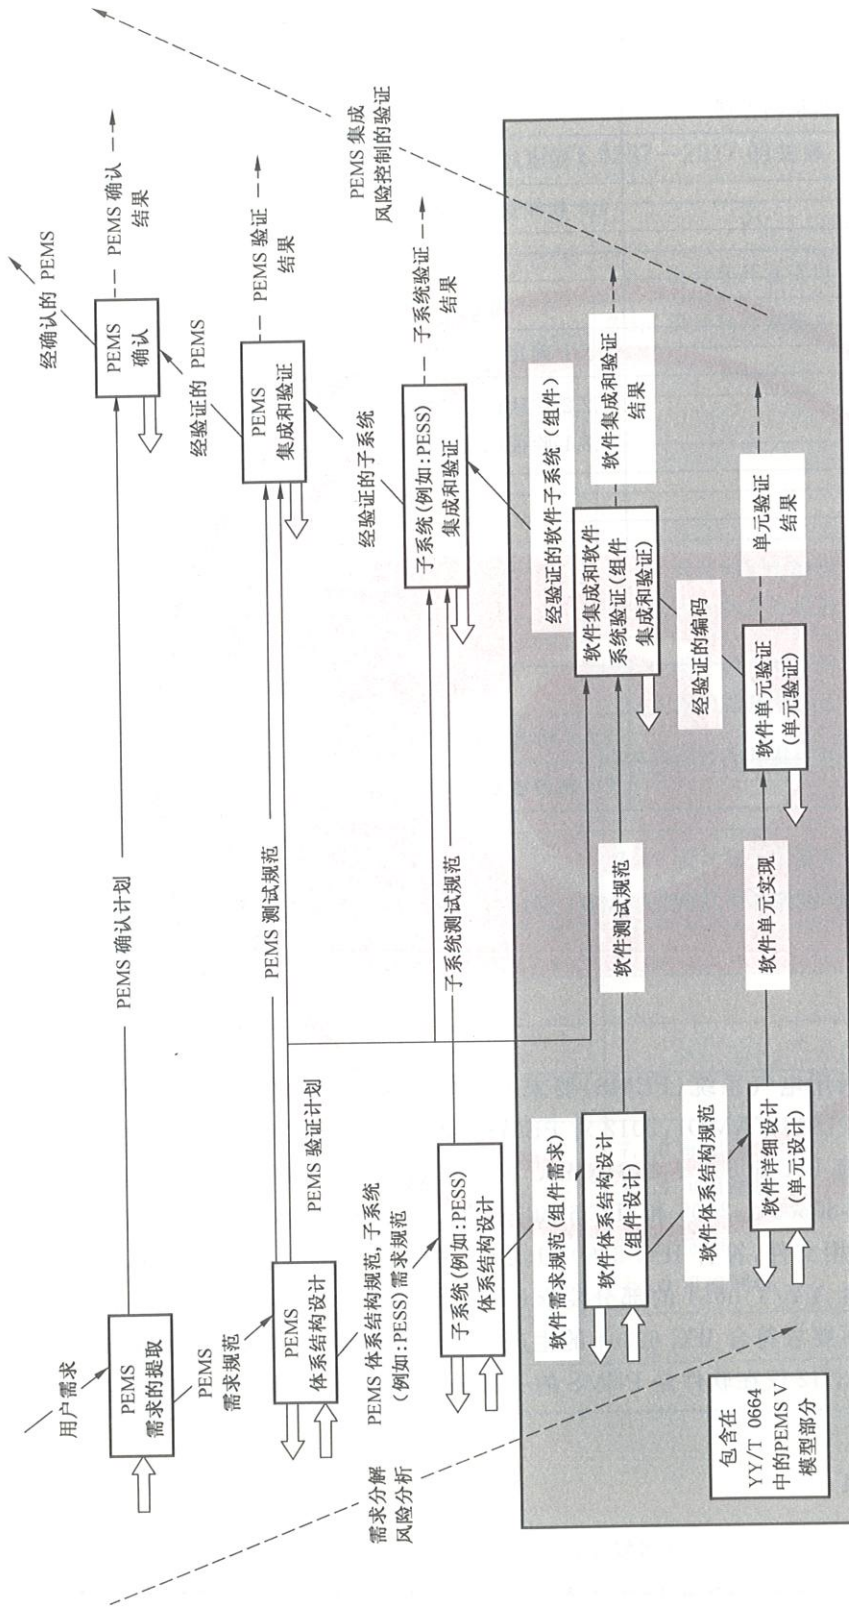 用户需求
PEMS
需求的提取
PEMS 确认计划
PEMS
确认
经确认的 PEMS
PEMS 确认
结果
PEMS
需求规范
经验证的 PEMS
PEMS
体系结构设计
PEMS 验证计划
PEMS 测试规范
PEMS
集成和验证
PEMS 验证
结果
需求分解
风险分析
PEMS 体系结构规范,子系统
(例如:PESS)需求规范
经验证的子系统
PEMS 集成
风险控制的验证
子系统(例如:PESS)
体系结构设计
子系统测试规范
子系统(例如:PESS)
集成和验证
子系统验证
结果
软件需求规范(组件需求)
经验证的软件子系统(组件)
软件体系结构设计
(组件设计)
软件测试规范
软件集成和软件
系统验证(组件
集成和验证)
软件集成和验证
结果
软件体系结构规范
经验证的编码
软件详细设计
(单元设计)
软件单元实现
软件单元验证
(单元验证)
单元验证
结果
包含在
YY/T 0664
中的PEMS V
模型部分